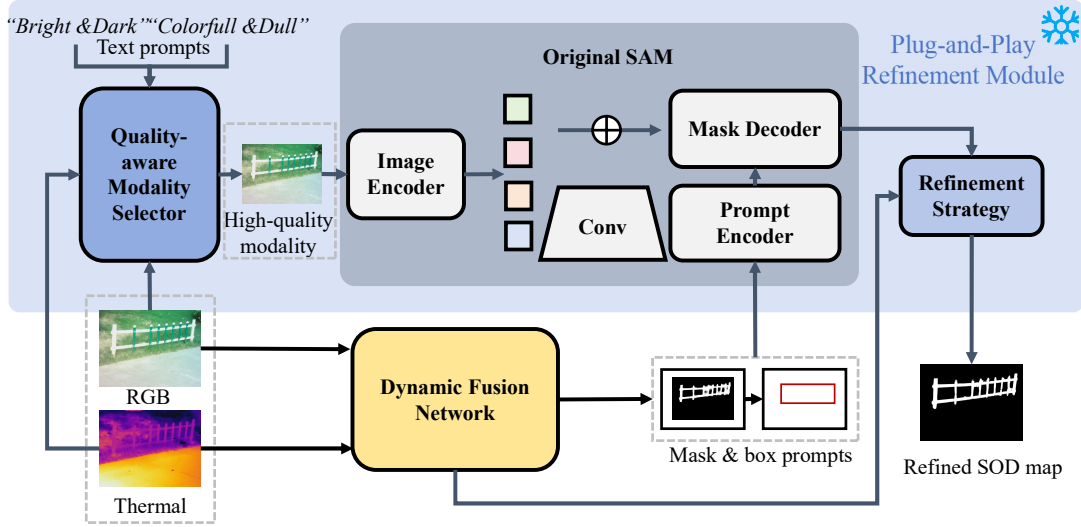 “Bright &Dark”“Colorfull &Dull”
Text prompts
Plug-and-Play
Refinement Module
Original SAM
Quality-
aware
Modality
Selector
High-quality
modality
Image
Encoder
Conv
Mask Decoder
Prompt
Encoder
Refinement
Strategy
RGB
Thermal
Dynamic Fusion
Network
Mask & box prompts
Refined SOD map